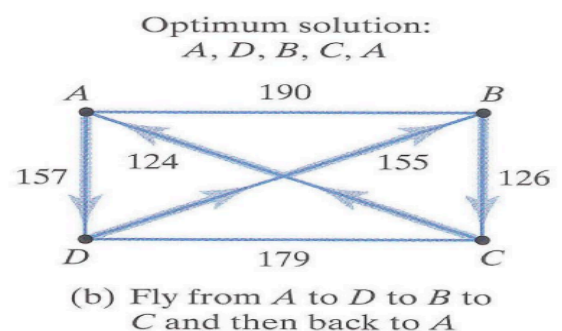 Optimum solution:
A, D, B, C, A
A
190
B
157
124
155
126
D
179
C
(b) Fly from A to D to B to
C and then back to A